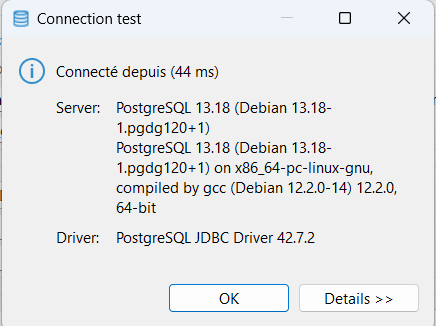 Connection test
Connecté depuis (44 ms)
Server: PostgreSQL 13.18 (Debian 13.18-
1.pgdg120+1)
PostgreSQL 13.18 (Debian 13.18-
1.pgdg120+1) on x86_64-pc-linux-gnu,
compiled by gcc (Debian 12.2.0-14) 12.2.0,
64-bit
Driver: PostgreSQL JDBC Driver 42.7.2
OK
Details >>